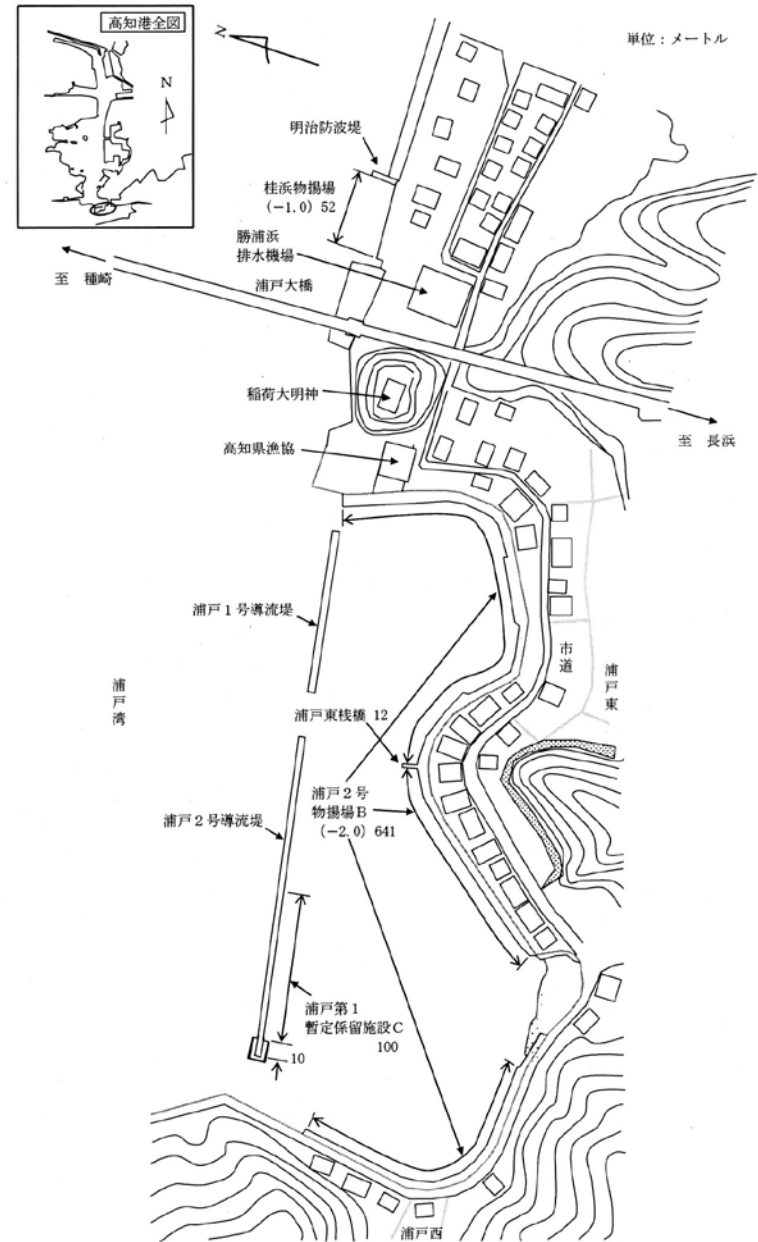 高知港全図
N
N
単位：メートル
明治防波堤
桂浜物揚場
(－1.0) 52
勝浦浜
排水機場
浦戸大橋
至 種崎
稲荷大明神
高知県漁協
至 長浜
浦戸1号導流堤
市道
浦戸東
浦戸湾
浦戸東桟橋 12
浦戸2号
物揚場B
(－2.0) 641
浦戸2号導流堤
浦戸第1
暫定係留施設C
100
10
浦戸西